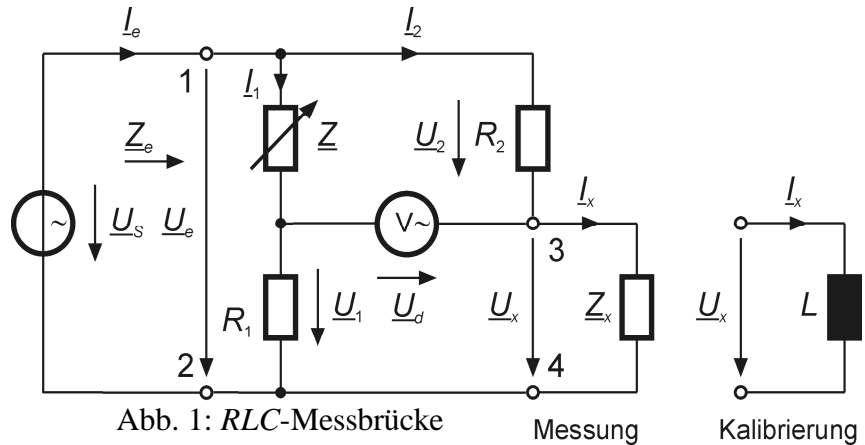 I_e I_2
1 I_1
Z_e Z U_2 R_2
I_x I_x
~ U_S U_e V~ 3
R_1 U_1 U_d U_x Z_x U_x L
2 4
Abb. 1: RLC-Messbrücke Messung Kalibrierung